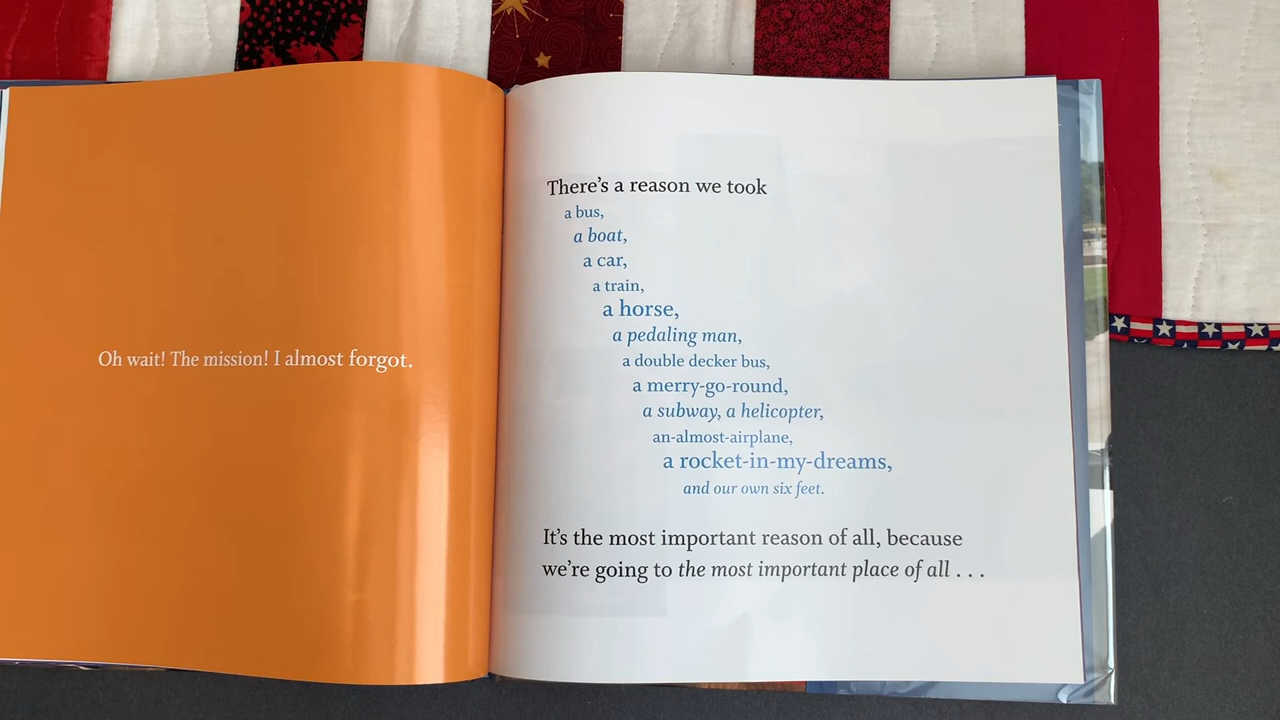 Oh wait! The mission! I almost forgot.
There's a reason we took
a bus,
a boat,
a car,
a train,
a horse,
a pedaling man,
a double decker bus,
a merry-go-round,
a subway, a helicopter,
an-almost-airplane,
a rocket-in-my-dreams,
and our own six feet.
It's the most important reason of all, because
we're going to the most important place of all . . .